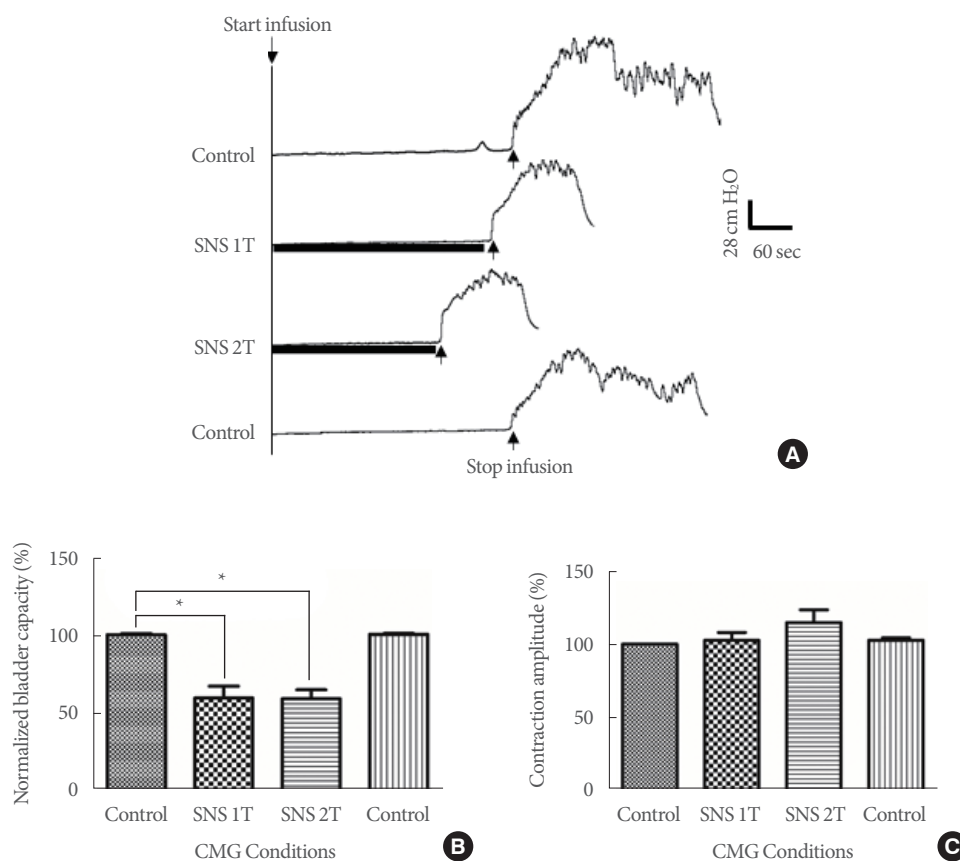 Start infusion
Control
SNS 1T
SNS 2T
Control
Stop infusion
28 cm H₂O
60 sec
A
Normalized bladder capacity (%)
150
100
50
0
* 
*
Control SNS 1T SNS 2T Control
CMG Conditions
B
Contraction amplitude (%)
150
100
50
0
Control SNS 1T SNS 2T Control
CMG Conditions
C